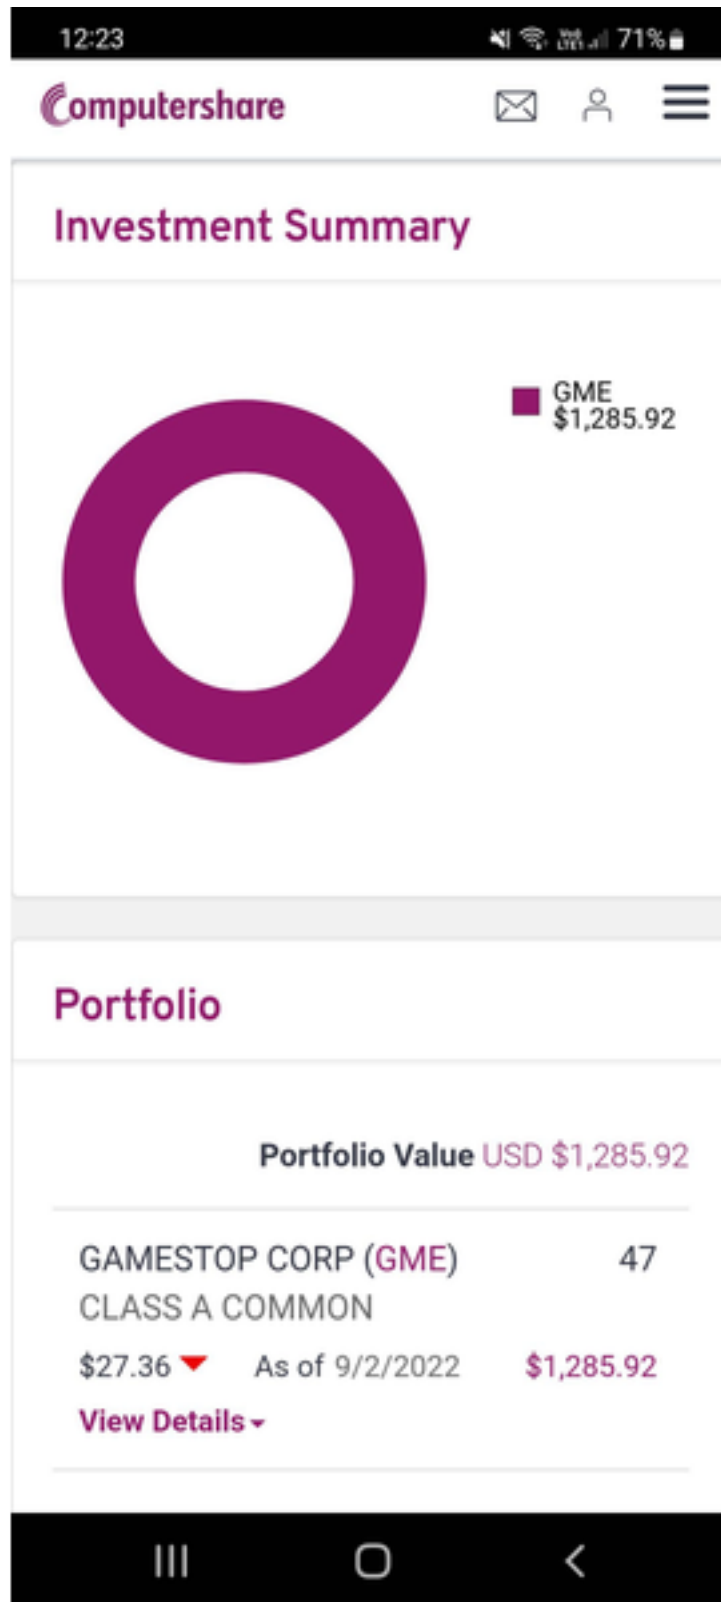 12:23 71%
Computershare
Investment Summary
GME
$1,285.92
Portfolio
Portfolio Value USD $1,285.92
GAMESTOP CORP (GME) 47
CLASS A COMMON
$27.36 As of 9/2/2022 $1,285.92
View Details